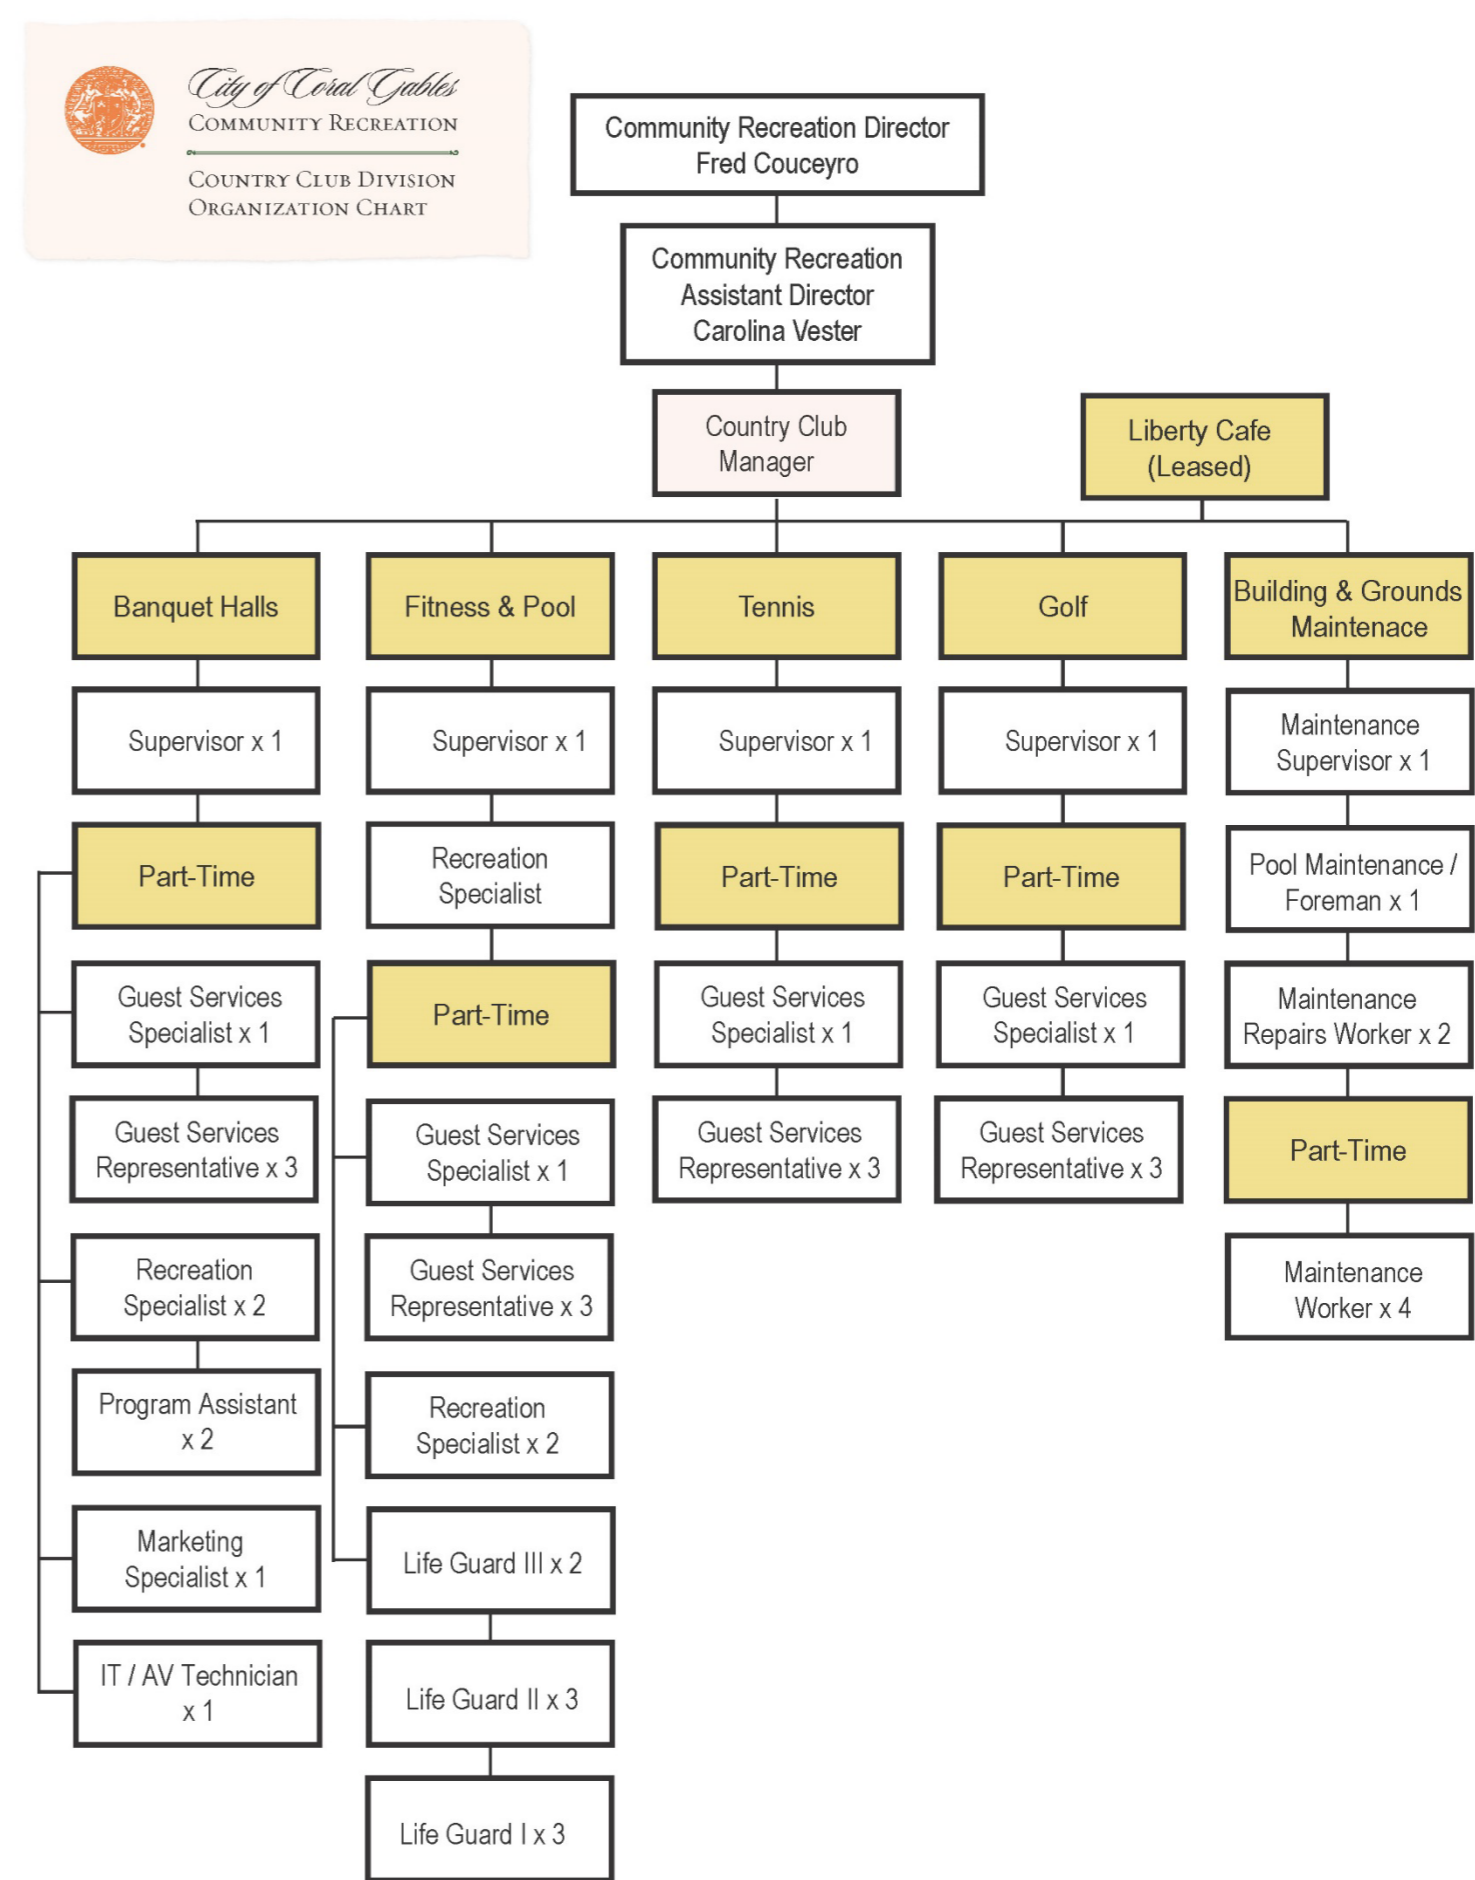 City of Coral Gables
COMMUNITY RECREATION
COUNTRY CLUB DIVISION
ORGANIZATION CHART
Community Recreation Director
Fred Couceyro
Community Recreation
Assistant Director
Carolina Vester
Country Club
Manager
Liberty Cafe
(Leased)
Banquet Halls
Supervisor x 1
Part-Time
Guest Services
Specialist x 1
Guest Services
Representative x 3
Recreation
Specialist x 2
Program Assistant
x 2
Marketing
Specialist x 1
IT / AV Technician
x 1
Fitness & Pool
Supervisor x 1
Recreation
Specialist
Part-Time
Guest Services
Specialist x 1
Guest Services
Representative x 3
Recreation
Specialist x 2
Life Guard III x 2
Life Guard II x 3
Life Guard I x 3
Tennis
Supervisor x 1
Part-Time
Guest Services
Specialist x 1
Guest Services
Representative x 3
Golf
Supervisor x 1
Part-Time
Guest Services
Specialist x 1
Guest Services
Representative x 3
Building & Grounds
Maintenace
Maintenance
Supervisor x 1
Pool Maintenance /
Foreman x 1
Maintenance
Repairs Worker x 2
Part-Time
Maintenance
Worker x 4